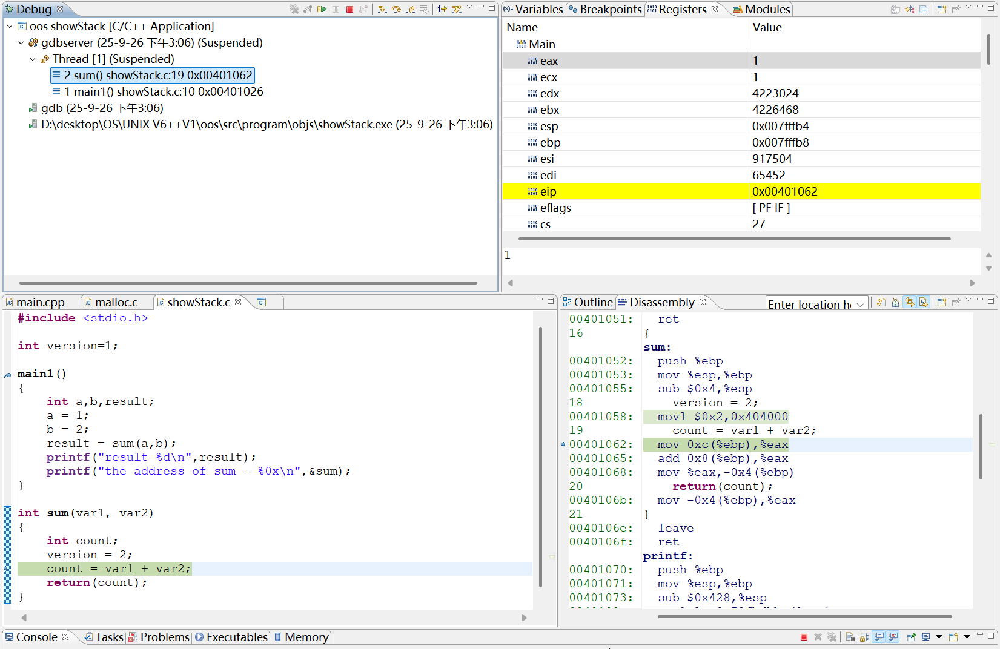 Debug
oos showStack [C/C++ Application]
gdbserver (25-9-26 下午3:06) (Suspended)
Thread [1] (Suspended)
2 sum() showStack.c:19 0x00401062
1 main1() showStack.c:10 0x00401026
gdb (25-9-26 下午3:06)
D:\desktop\OS\UNIX V6++V1\oos\src\program\objs\showStack.exe (25-9-26 下午3:06)
Variables Breakpoints Registers Modules
Name Value
Main
eax 1
ecx 1
edx 4223024
ebx 4226468
esp 0x007fffb4
ebp 0x007fffb8
esi 917504
edi 65452
eip 0x00401062
eflags [ PF IF ]
cs 27
1
main.cpp malloc.c showStack.c
#include <stdio.h>
int version=1;
main1()
{
int a,b,result;
a = 1;
b = 2;
result = sum(a,b);
printf("result=%d\n",result);
printf("the address of sum = %0x\n",&sum);
}
int sum(var1, var2)
{
int count;
version = 2;
count = var1 + var2;
return(count);
}
Outline Disassembly Enter location h
00401051: ret
16 {
sum:
00401052: push %ebp
00401053: mov %esp,%ebp
00401055: sub $0x4,%esp
18 version = 2;
00401058: movl $0x2,0x404000
19 count = var1 + var2;
00401062: mov 0xc(%ebp),%eax
00401065: add 0x8(%ebp),%eax
00401068: mov %eax,-0x4(%ebp)
20 return(count);
0040106b: mov -0x4(%ebp),%eax
21 }
0040106e: leave
0040106f: ret
printf:
00401070: push %ebp
00401071: mov %esp,%ebp
00401073: sub $0x428,%esp
Console Tasks Problems Executables Memory